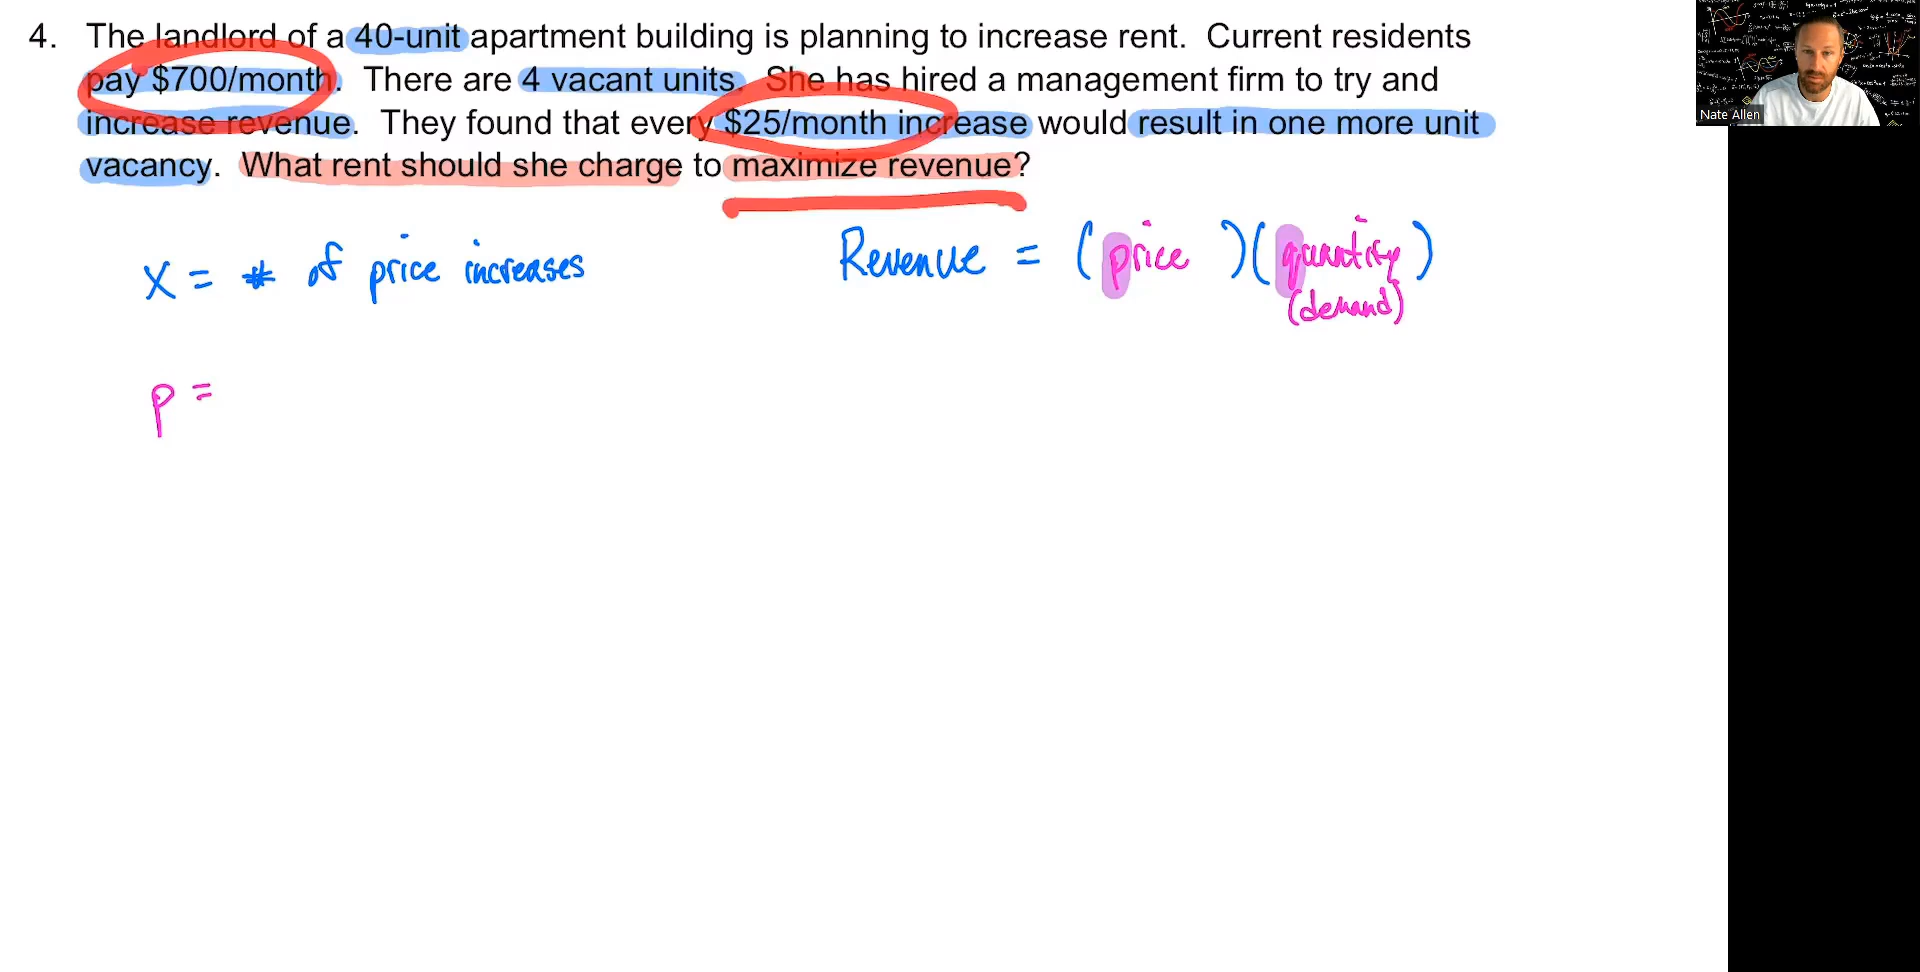 4. The landlord of a 40-unit apartment building is planning to increase rent. Current residents
pay $700/month. There are 4 vacant units. She has hired a management firm to try and
increase revenue. They found that every $25/month increase would result in one more unit
vacancy. What rent should she charge to maximize revenue?
x = # of price increases
Revenue = (price)(quantity)
(demand)
p =
Nate Allen